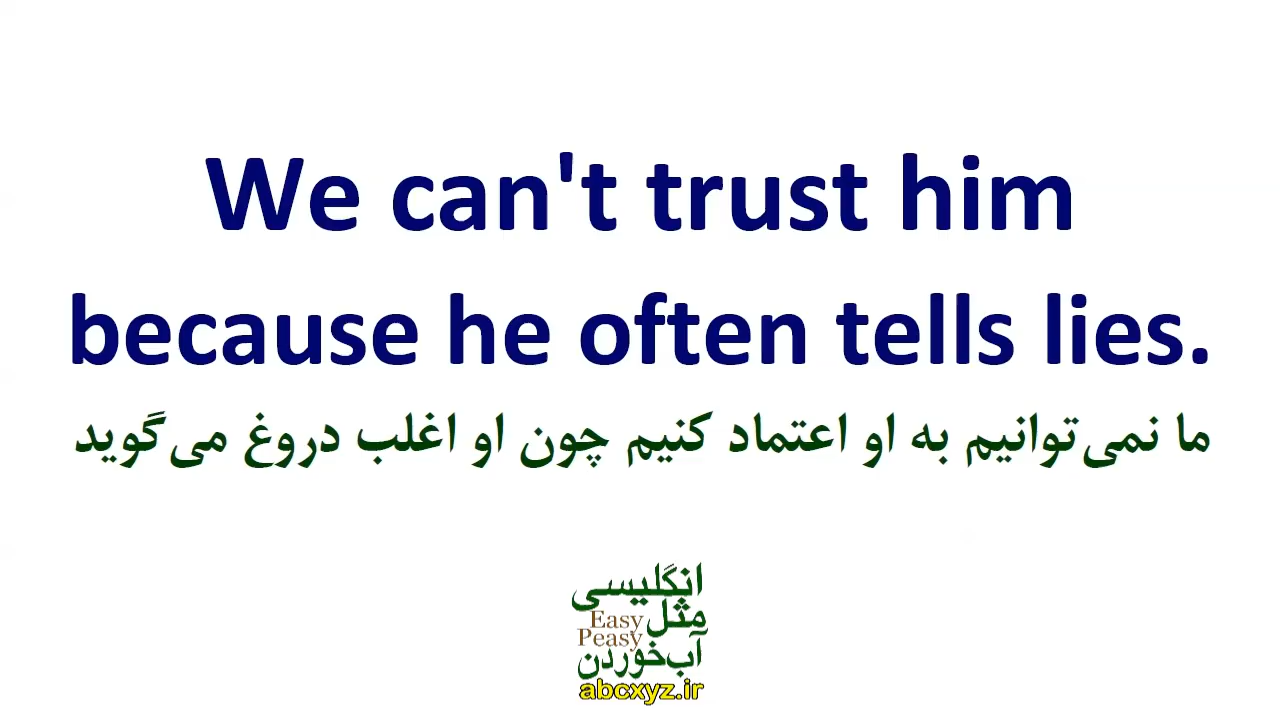 We can't trust him
because he often tells lies.
ما نمی‌توانیم به او اعتماد کنیم چون او اغلب دروغ می‌گوید
انگلیسی
مثل
Easy
Peasy
آب‌خوردن
abcxyz.ir